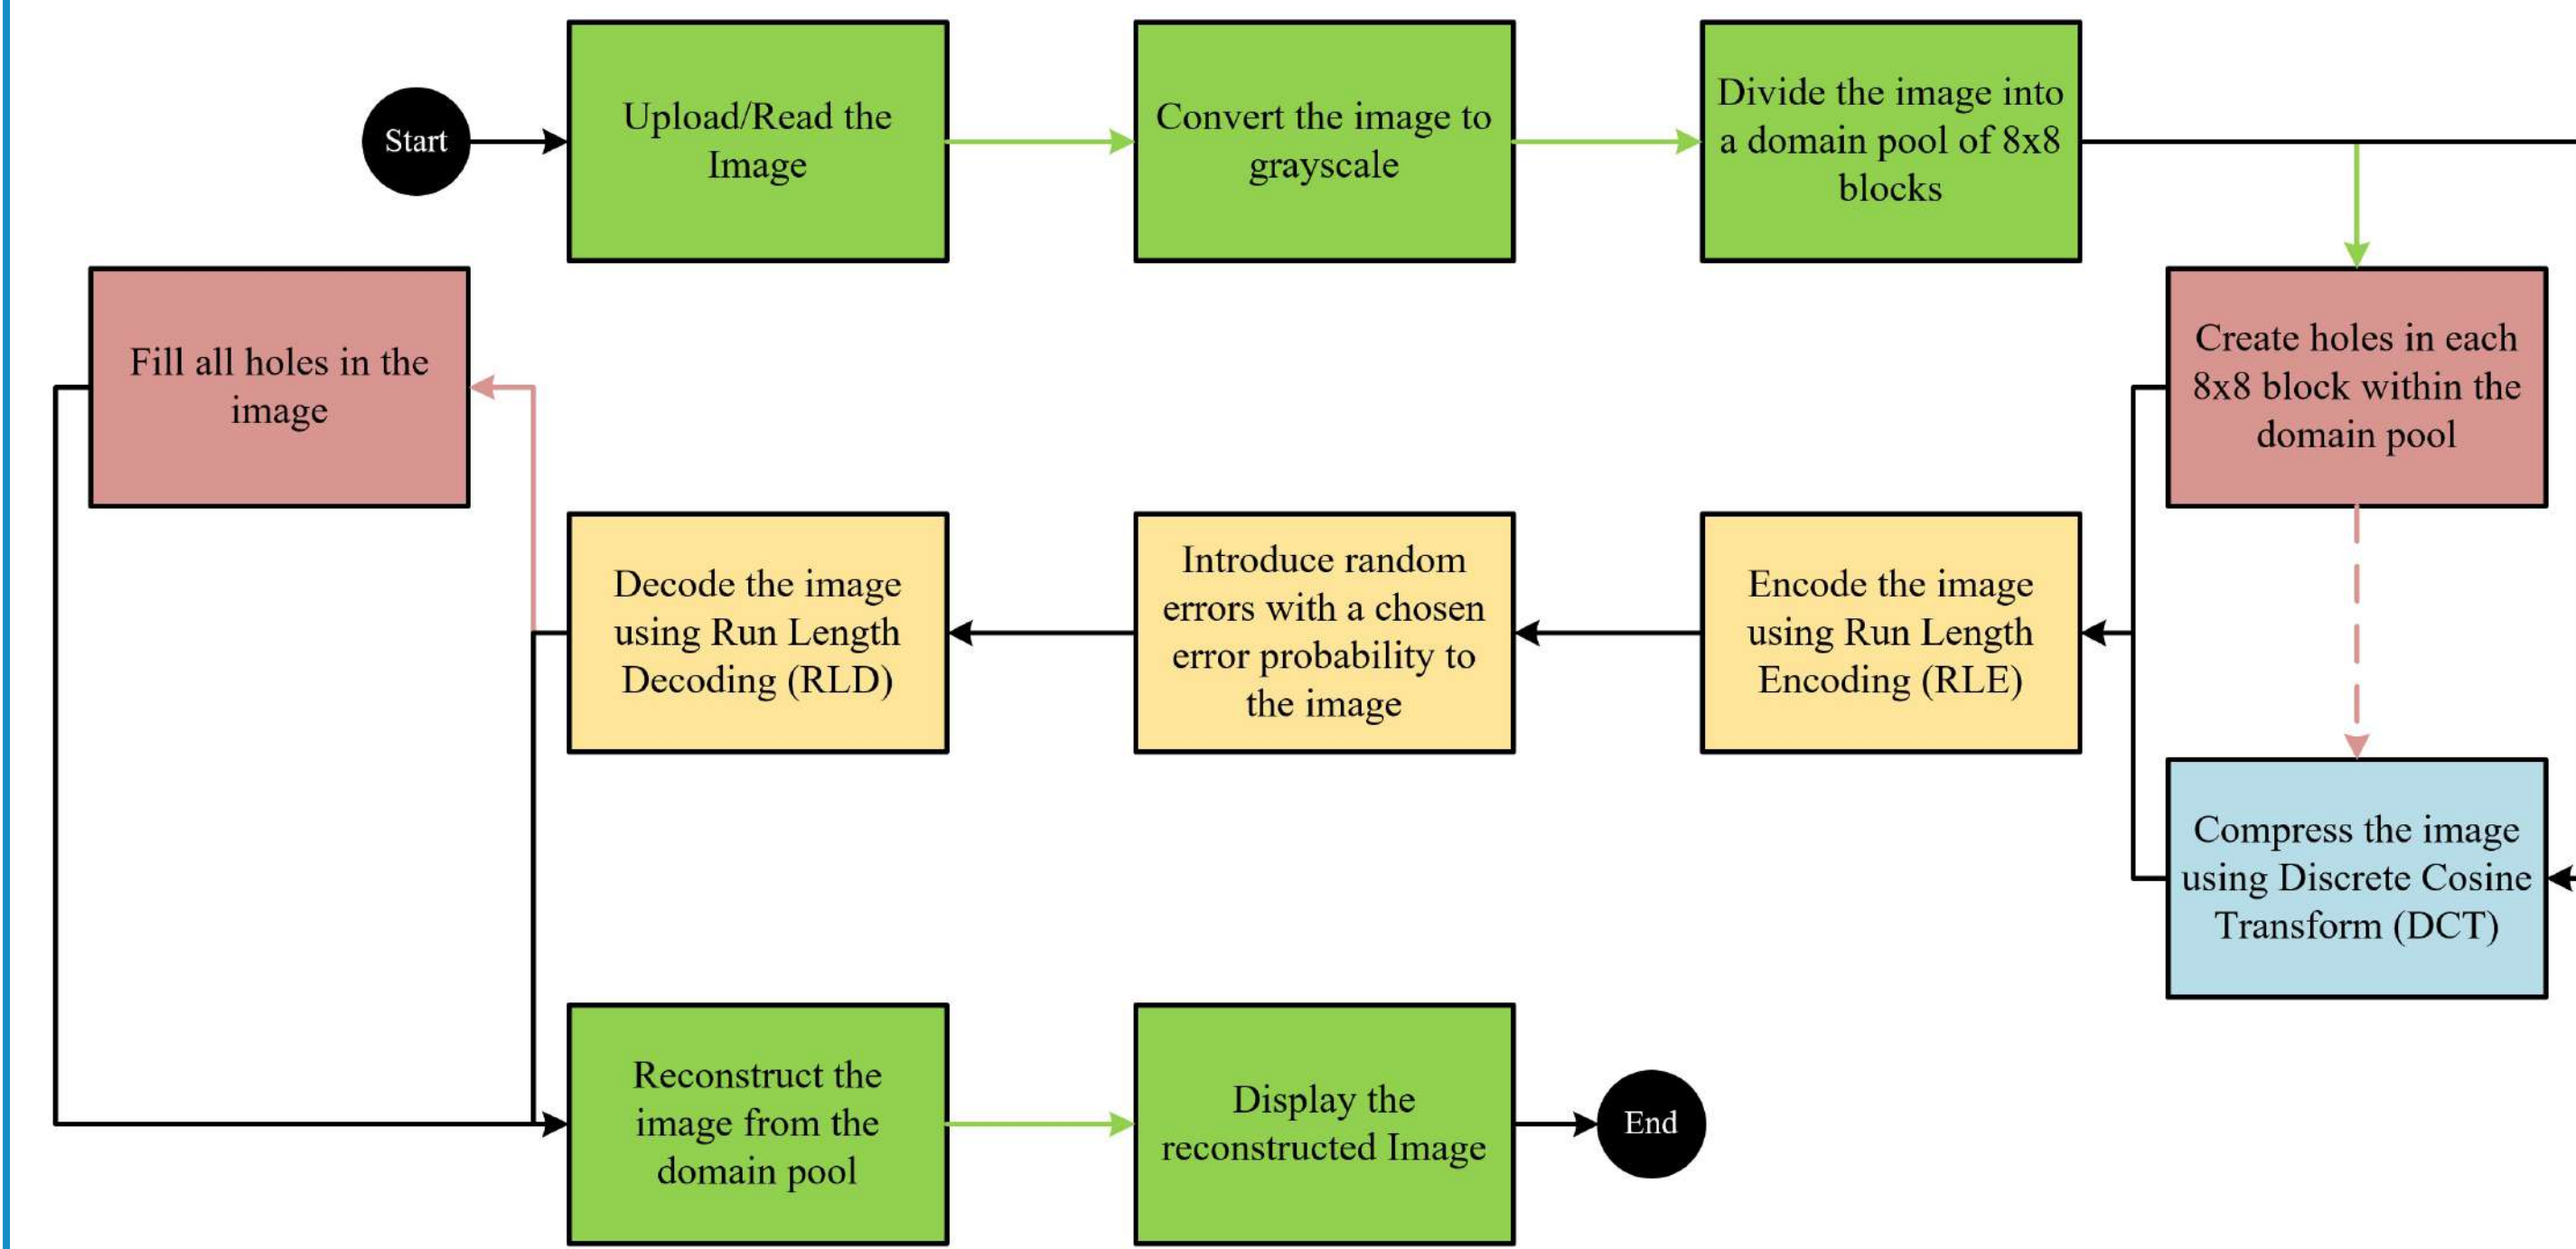 Start
Upload/Read the
Image
Convert the image to
grayscale
Divide the image into
a domain pool of 8x8
blocks
Fill all holes in the
image
Create holes in each
8x8 block within the
domain pool
Decode the image
using Run Length
Decoding (RLD)
Introduce random
errors with a chosen
error probability to
the image
Encode the image
using Run Length
Encoding (RLE)
Compress the image
using Discrete Cosine
Transform (DCT)
Reconstruct the
image from the
domain pool
Display the
reconstructed Image
End